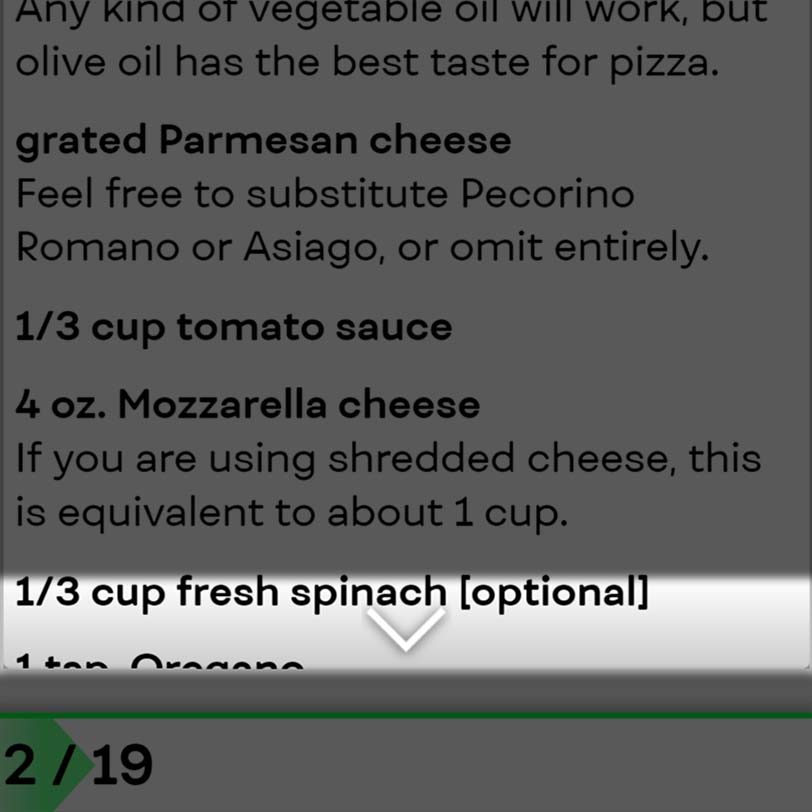 Any kind of vegetable oil will work, but
olive oil has the best taste for pizza.
grated Parmesan cheese
Feel free to substitute Pecorino
Romano or Asiago, or omit entirely.
1/3 cup tomato sauce
4 oz. Mozzarella cheese
If you are using shredded cheese, this
is equivalent to about 1 cup.
1/3 cup fresh spinach [optional]
1 tsp. Oregano
2 / 19